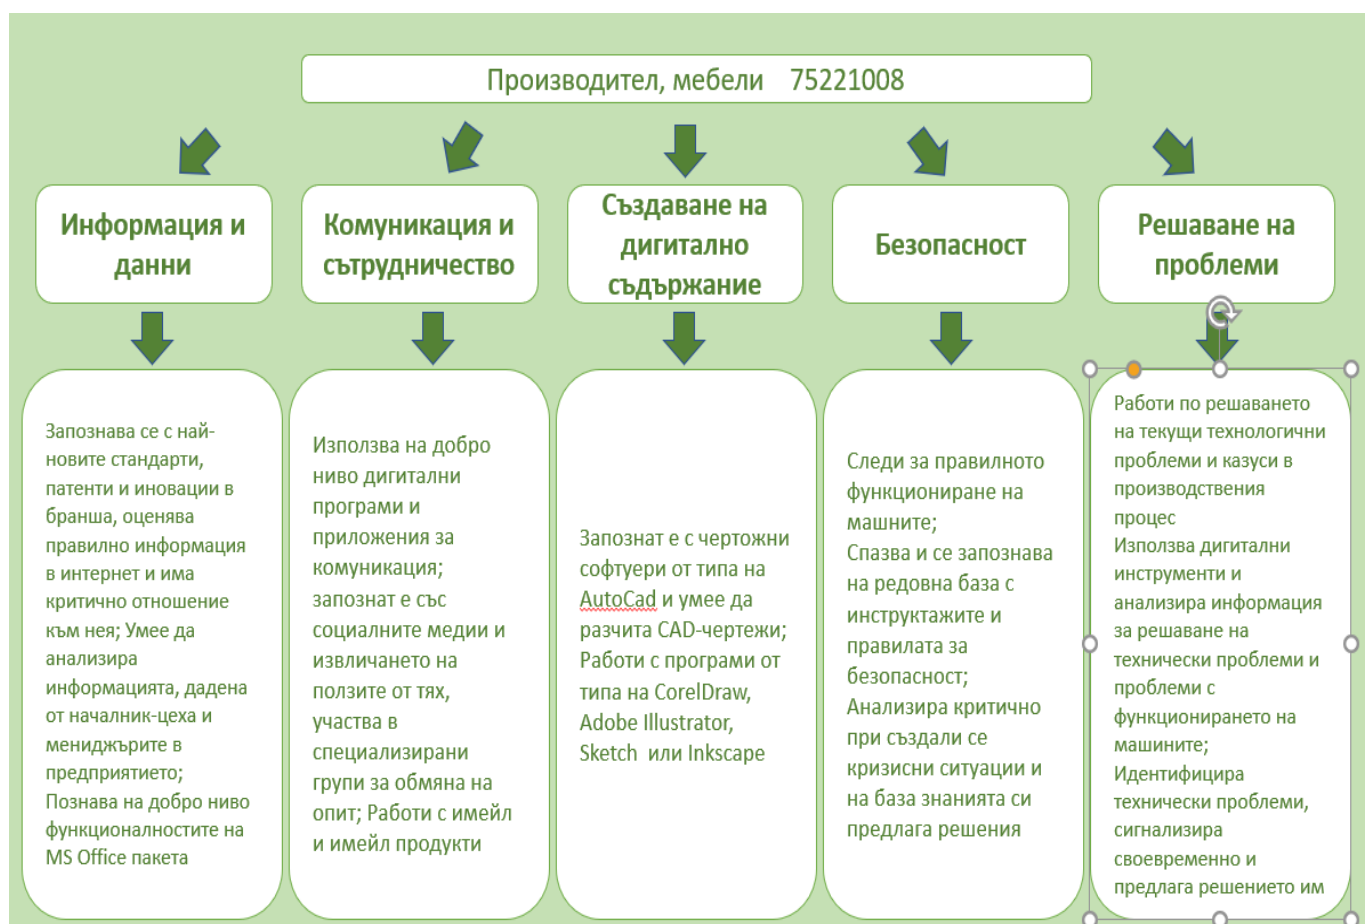 Производител, мебели 75221008
Информация и
данни
Комуникация и
сътрудничество
Създаване на
дигитално
съдържание
Безопасност
Решаване на
проблеми
Запознава се с най-
новите стандарти,
патенти и иновации в
бранша, оценява
правилно информация
в интернет и има
критично отношение
към нея; Умее да
анализира
информацията, дадена
от началник-цеха и
мениджърите в
предприятието;
Познава на добро ниво
функционалностите на
MS Office пакета
Използва на добро
ниво дигитални
програми и
приложения за
комуникация;
запознат е със
социалните медии и
извличането на
ползите от тях,
участва в
специализирани
групи за обмяна на
опит; Работи с имейл
и имейл продукти
Запознат е с чертожни
софтуери от типа на
AutoCad и умее да
разчита CAD-чертежи;
Работи с програми от
типа на CorelDraw,
Adobe Illustrator,
Sketch или Inkscape
Следи за правилното
функциониране на
машните;
Спазва и се запознава
на редовна база с
инструктажите и
правилата за
безопасност;
Анализира критично
при създали се
кризисни ситуации и
на база знанията си
предлага решения
Работи по решаването
на текущи технологични
проблеми и казуси в
производствения
процес
Използва дигитални
инструменти и
анализира информация
за решаване на
технически проблеми и
проблеми с
функционирането на
машините;
Идентифицира
технически проблеми,
сигнализира
своевременно и
предлага решението им